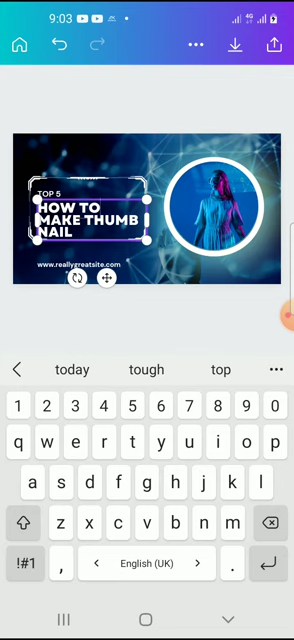 9:03
4G
TOP 5
HOW TO
MAKE THUMB
NAIL
www.reallygreatsite.com
today tough top
1 2 3 4 5 6 7 8 9 0
q w e r t y u i o p
a s d f g h j k l
z x c v b n m
!#1 , English (UK) .